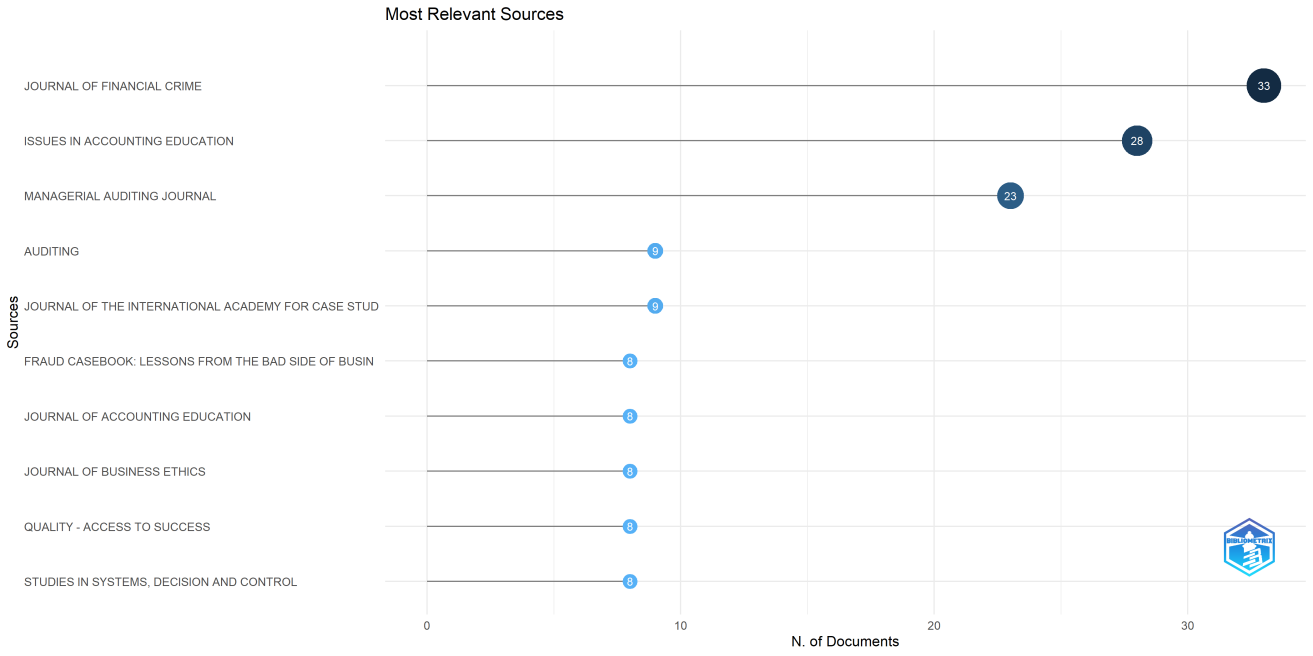 Most Relevant Sources
JOURNAL OF FINANCIAL CRIME
33
ISSUES IN ACCOUNTING EDUCATION
28
MANAGERIAL AUDITING JOURNAL
23
AUDITING
9
JOURNAL OF THE INTERNATIONAL ACADEMY FOR CASE STUD
9
FRAUD CASEBOOK: LESSONS FROM THE BAD SIDE OF BUSIN
8
JOURNAL OF ACCOUNTING EDUCATION
8
JOURNAL OF BUSINESS ETHICS
8
QUALITY - ACCESS TO SUCCESS
8
STUDIES IN SYSTEMS, DECISION AND CONTROL
8
Sources
BIBLIOMETRIX
0 10 20 30
N. of Documents